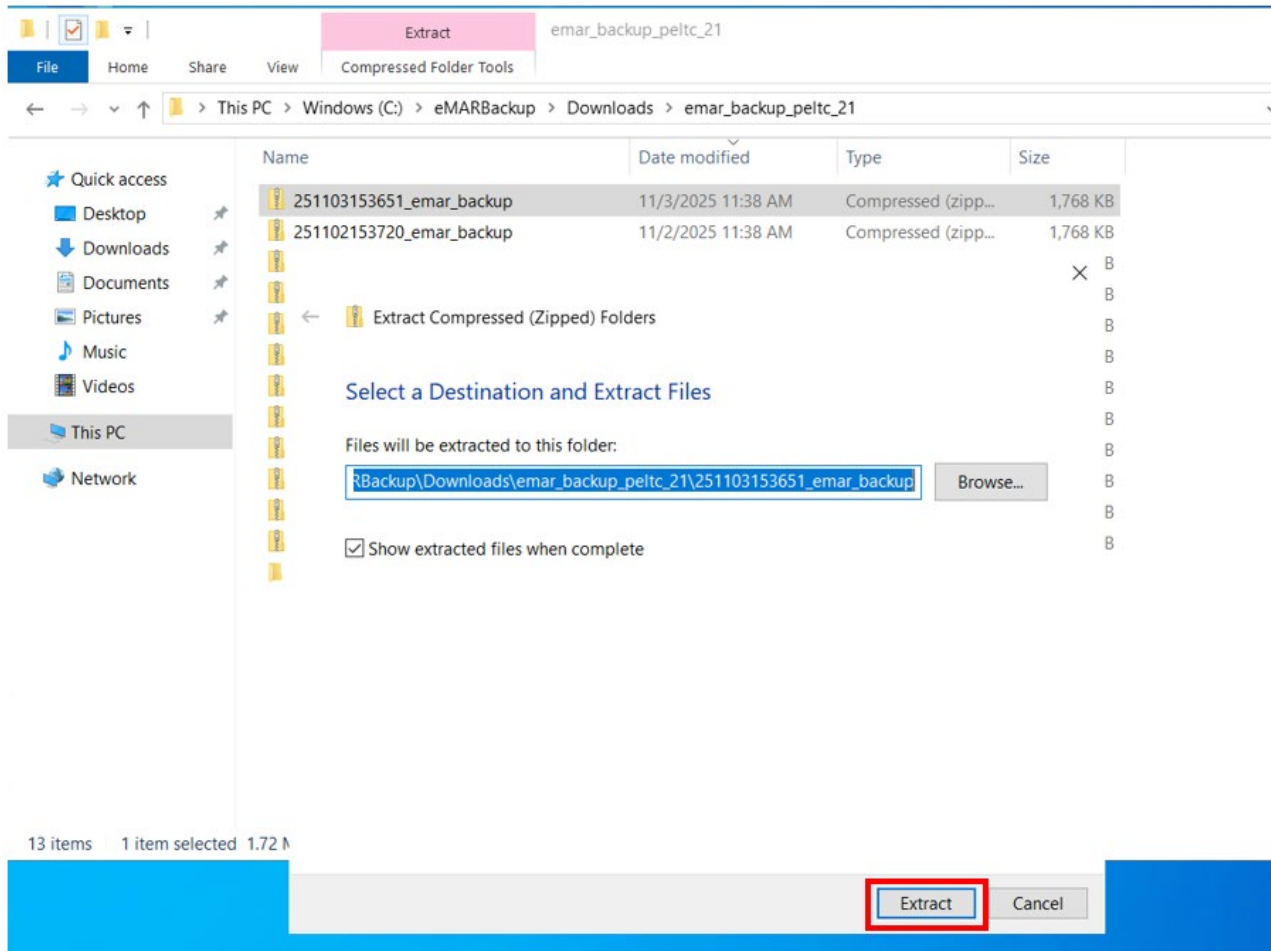 Extract
emar_backup_peltc_21
File
Home
Share
View
Compressed Folder Tools
> This PC > Windows (C:) > eMARBackup > Downloads > emar_backup_peltc_21
Name
Date modified
Type
Size
Quick access
Desktop
Downloads
Documents
Pictures
Music
Videos
This PC
Network
251103153651_emar_backup 11/3/2025 11:38 AM Compressed (zipp... 1,768 KB
251102153720_emar_backup 11/2/2025 11:38 AM Compressed (zipp... 1,768 KB
B
B
B
B
B
B
B
B
B
B
Extract Compressed (Zipped) Folders
Select a Destination and Extract Files
Files will be extracted to this folder:
RBackup\Downloads\emar_backup_peltc_21\251103153651_emar_backup
Browse...
Show extracted files when complete
13 items 1 item selected 1.72 M
Extract
Cancel